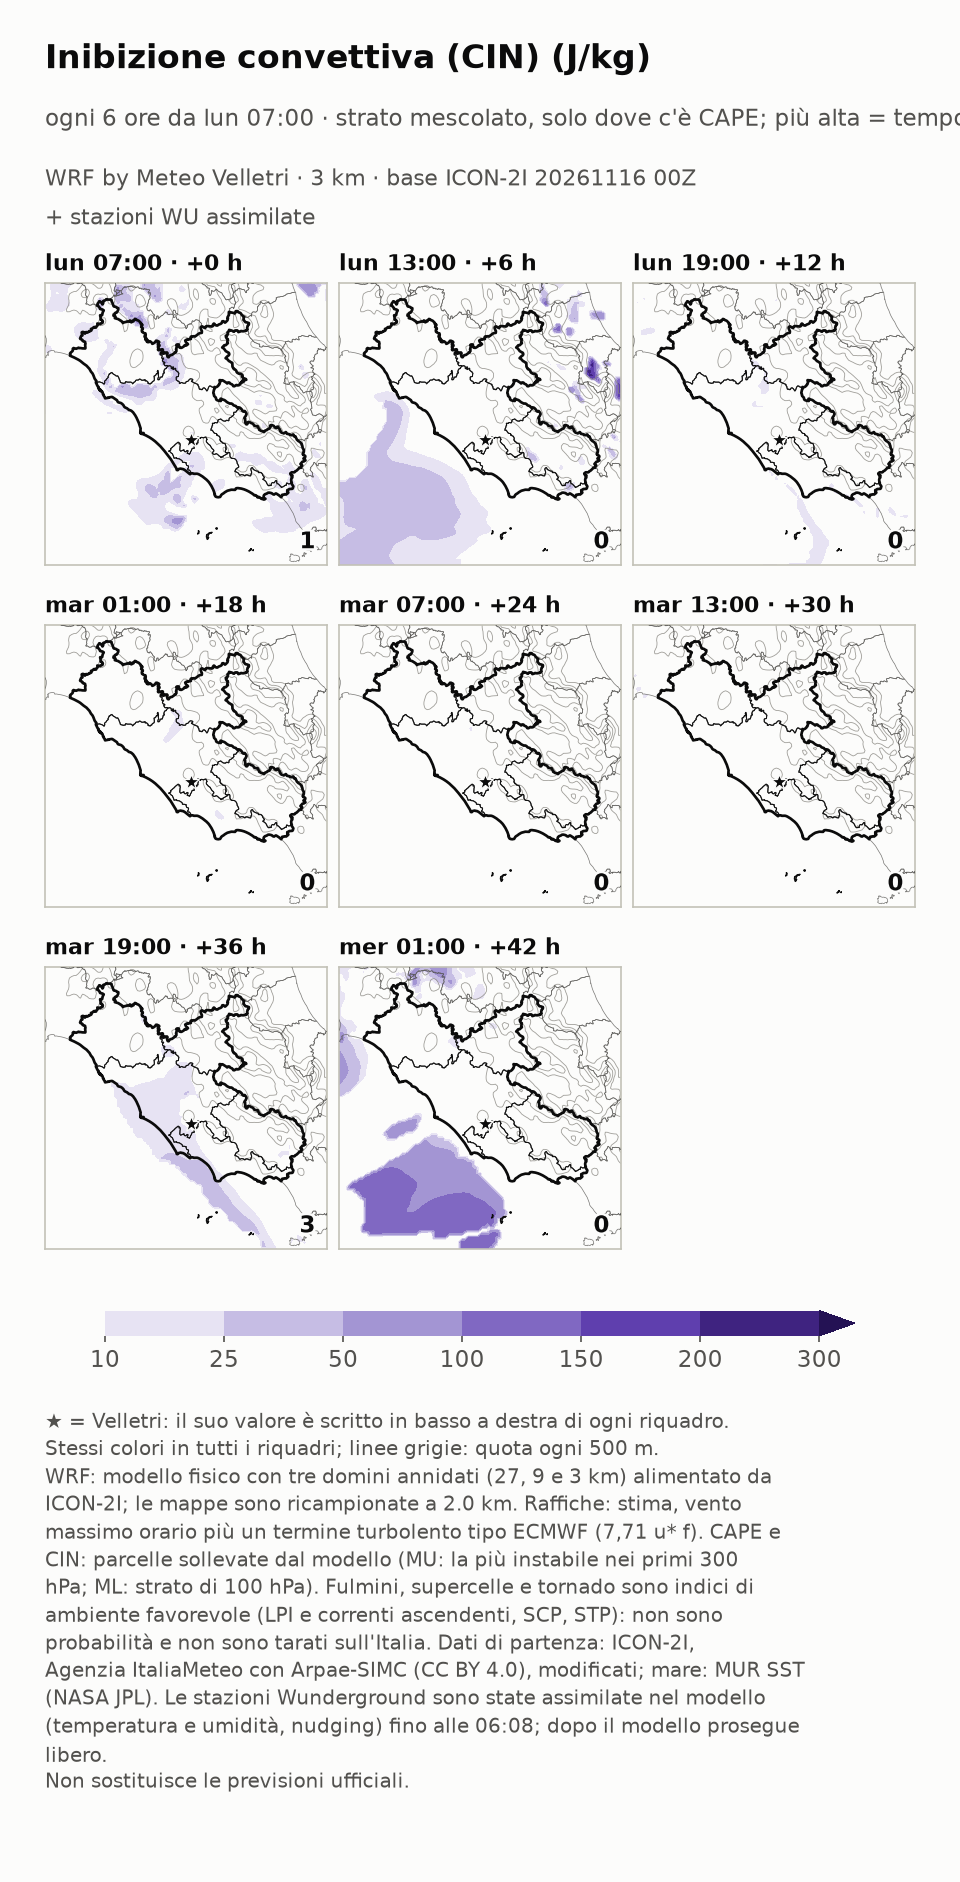 Inibizione convettiva (CIN) (J/kg)
ogni 6 ore da lun 07:00 · strato mescolato, solo dove c'è CAPE; più alta = tempo
WRF by Meteo Velletri · 3 km · base ICON-2I 20261116 00Z
+ stazioni WU assimilate
lun 07:00 · +0 h
lun 13:00 · +6 h
lun 19:00 · +12 h
1
0
0
mar 01:00 · +18 h
mar 07:00 · +24 h
mar 13:00 · +30 h
0
0
0
mar 19:00 · +36 h
mer 01:00 · +42 h
3
0
10 25 50 100 150 200 300
★ = Velletri: il suo valore è scritto in basso a destra di ogni riquadro.
Stessi colori in tutti i riquadri; linee grigie: quota ogni 500 m.
WRF: modello fisico con tre domini annidati (27, 9 e 3 km) alimentato da
ICON-2I; le mappe sono ricampionate a 2.0 km. Raffiche: stima, vento
massimo orario più un termine turbolento tipo ECMWF (7,71 u* f). CAPE e
CIN: parcelle sollevate dal modello (MU: la più instabile nei primi 300
hPa; ML: strato di 100 hPa). Fulmini, supercelle e tornado sono indici di
ambiente favorevole (LPI e correnti ascendenti, SCP, STP): non sono
probabilità e non sono tarati sull'Italia. Dati di partenza: ICON-2I,
Agenzia ItaliaMeteo con Arpae-SIMC (CC BY 4.0), modificati; mare: MUR SST
(NASA JPL). Le stazioni Wunderground sono state assimilate nel modello
(temperatura e umidità, nudging) fino alle 06:08; dopo il modello prosegue
libero.
Non sostituisce le previsioni ufficiali.